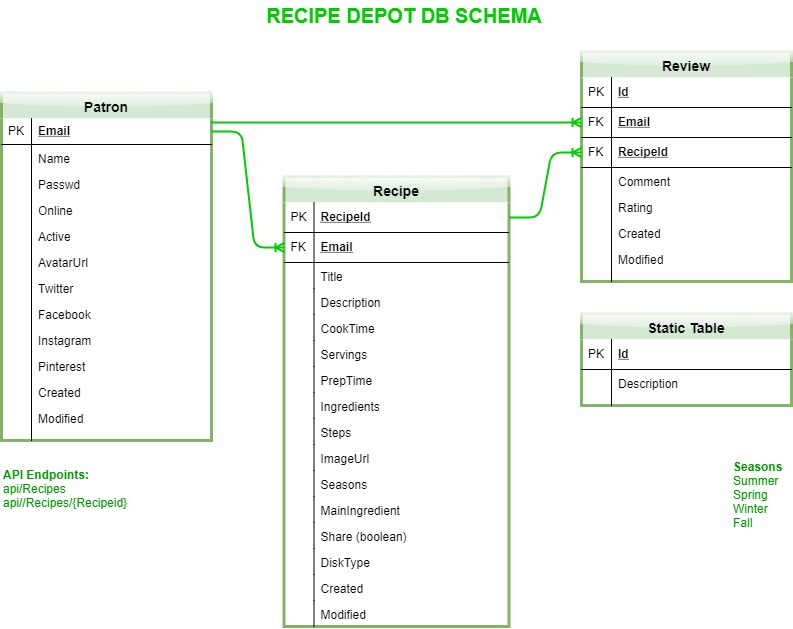 RECIPE DEPOT DB SCHEMA
Patron
PK Email
Name
Passwd
Online
Active
AvatarUrl
Twitter
Facebook
Instagram
Pinterest
Created
Modified
API Endpoints:
api/Recipes
api//Recipes/{Recipeid}
Recipe
PK RecipeId
FK Email
Title
Description
CookTime
Servings
PrepTime
Ingredients
Steps
ImageUrl
Seasons
MainIngredient
Share (boolean)
DiskType
Created
Modified
Review
PK Id
FK Email
FK RecipeId
Comment
Rating
Created
Modified
Static Table
PK Id
Description
Seasons
Summer
Spring
Winter
Fall